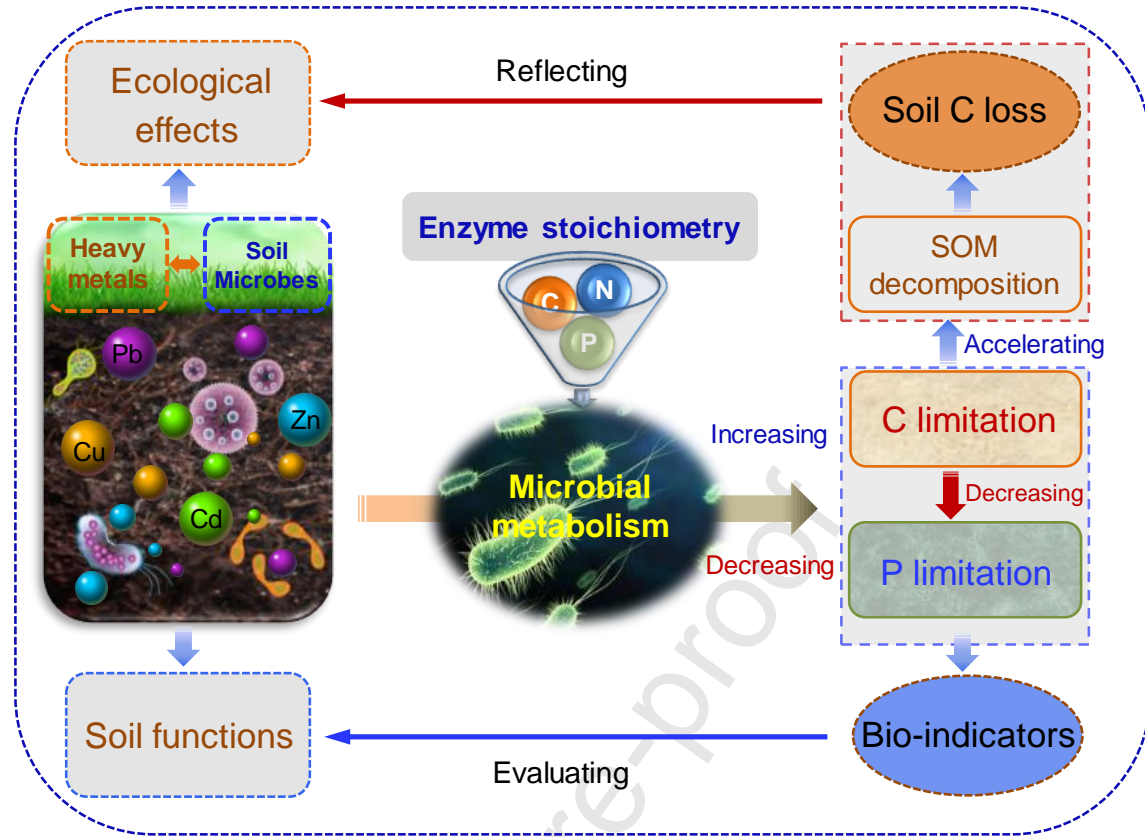 Ecological
effects
Reflecting
Soil C loss
Heavy
metals
Soil
Microbes
Enzyme stoichiometry
C
N
P
SOM
decomposition
Accelerating
Pb
Zn
Cu
Cd
Microbial
metabolism
Increasing
Decreasing
C limitation
Decreasing
P limitation
Soil functions
Evaluating
Bio-indicators
re-proof